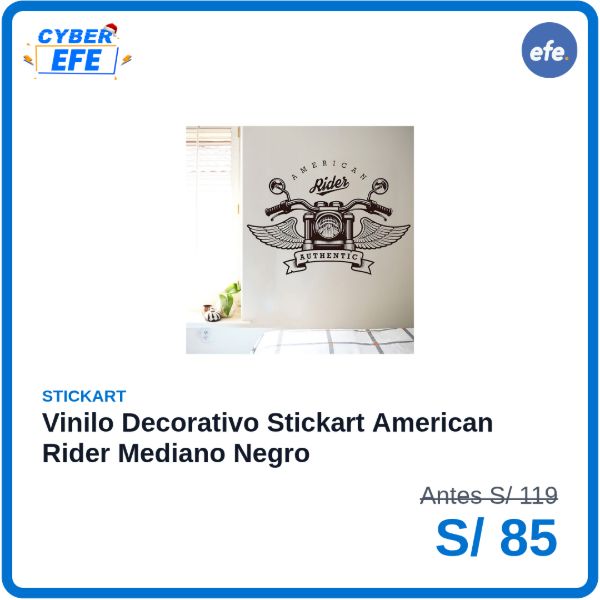 CYBER
EFE
efe.
AMERICAN
Rider
AUTHENTIC
STICKART
Vinilo Decorativo Stickart American
Rider Mediano Negro
Antes S/ 119
S/ 85